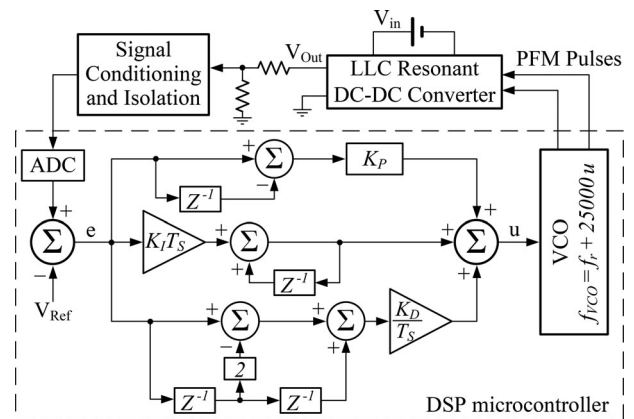 V_in
Signal
Conditioning
and Isolation
V_Out
LLC Resonant
DC-DC Converter
PFM Pulses
ADC
+
Σ
−
V_Ref
e
+
Σ
−
Z^-1
K_P
K_I T_S
+
Σ
+
Z^-1
+
Σ
−
2
+
Σ
+
Z^-1
Z^-1
K_D
T_S
+
+
Σ
+
u
VCO
f_VCO = f_r + 25000 u
DSP microcontroller